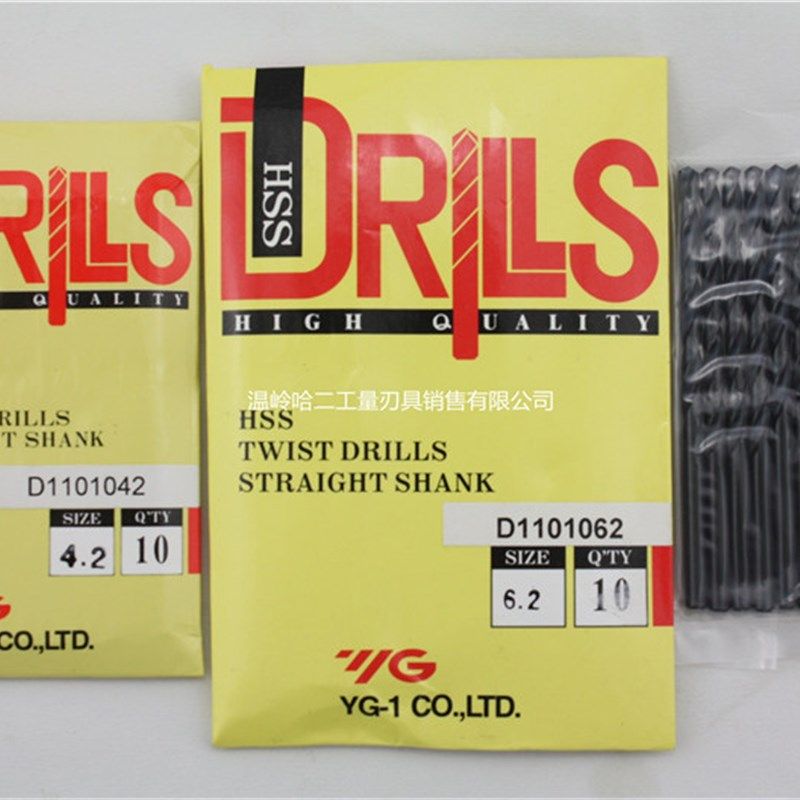 RILLS
QUALITY
RILLS
T SHANK
D1101042
SIZE Q'TY
4.2 10
G
CO.,LTD.
HSS
DRILLS
HIGH QUALITY
温岭哈二工量刃具销售有限公司
HSS
TWIST DRILLS
STRAIGHT SHANK
D1101062
SIZE Q'TY
6.2 10
YG
YG-1 CO.,LTD.